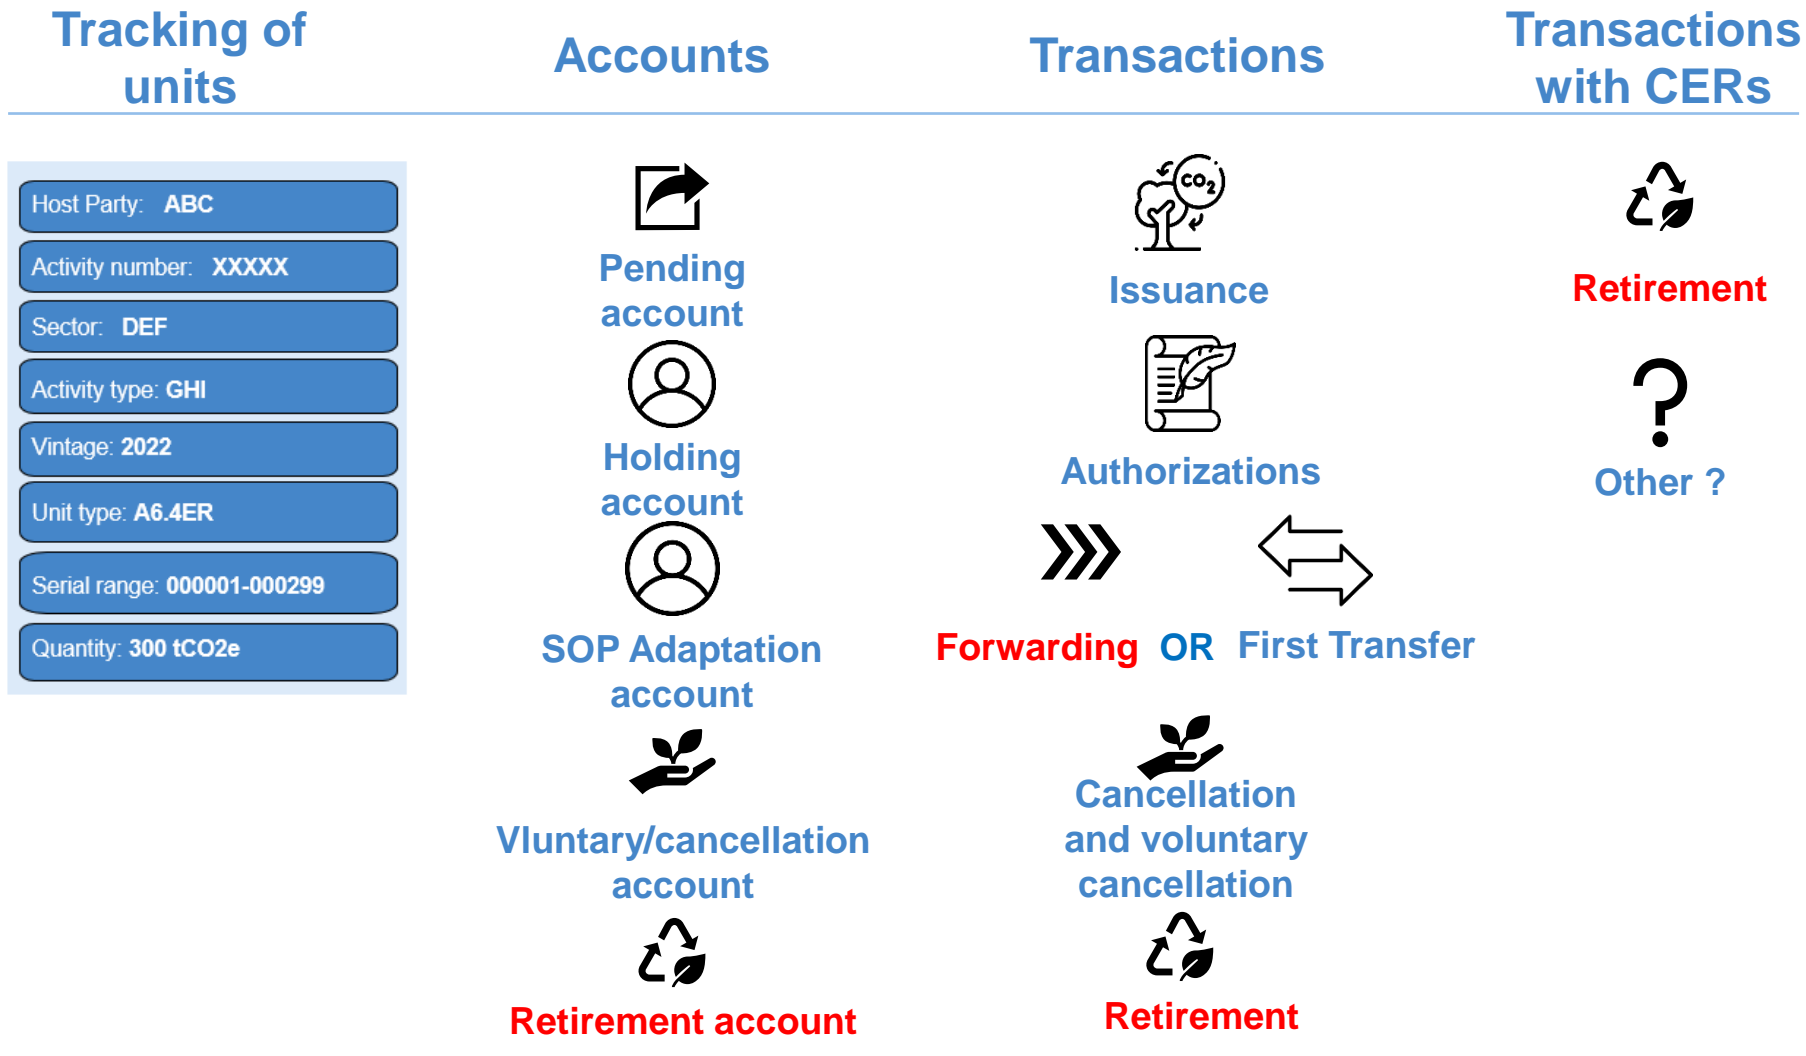 Tracking of
units
Accounts
Transactions
Transactions
with CERs
Host Party: ABC
Activity number: XXXXX
Sector: DEF
Activity type: GHI
Vintage: 2022
Unit type: A6.4ER
Serial range: 000001-000299
Quantity: 300 tCO2e
Pending
account
Holding
account
SOP Adaptation
account
Vluntary/cancellation
account
Retirement account
CO2
Issuance
Authorizations
Forwarding OR First Transfer
Cancellation
and voluntary
cancellation
Retirement
Retirement
?
Other ?